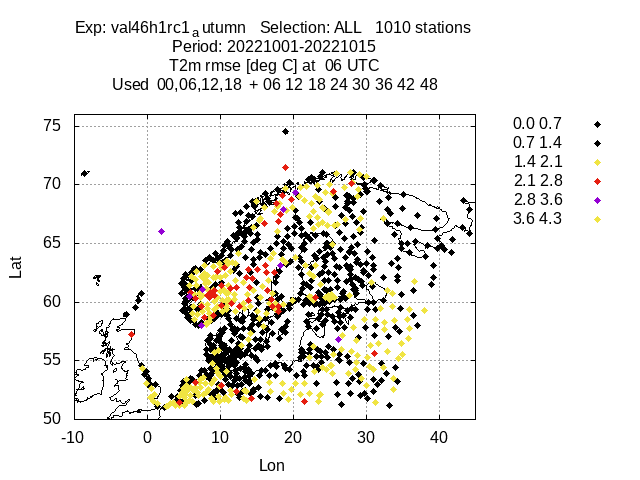 Exp: val46h1rc1autumn   Selection: ALL   1010 stations
Period: 20221001-20221015
T2m rmse [deg C] at  06 UTC
Used  00,06,12,18  + 06 12 18 24 30 36 42 48
0.0 0.7
0.7 1.4
1.4 2.1
2.1 2.8
2.8 3.6
3.6 4.3
75
70
65
60
55
50
Lat
-10 0 10 20 30 40
Lon